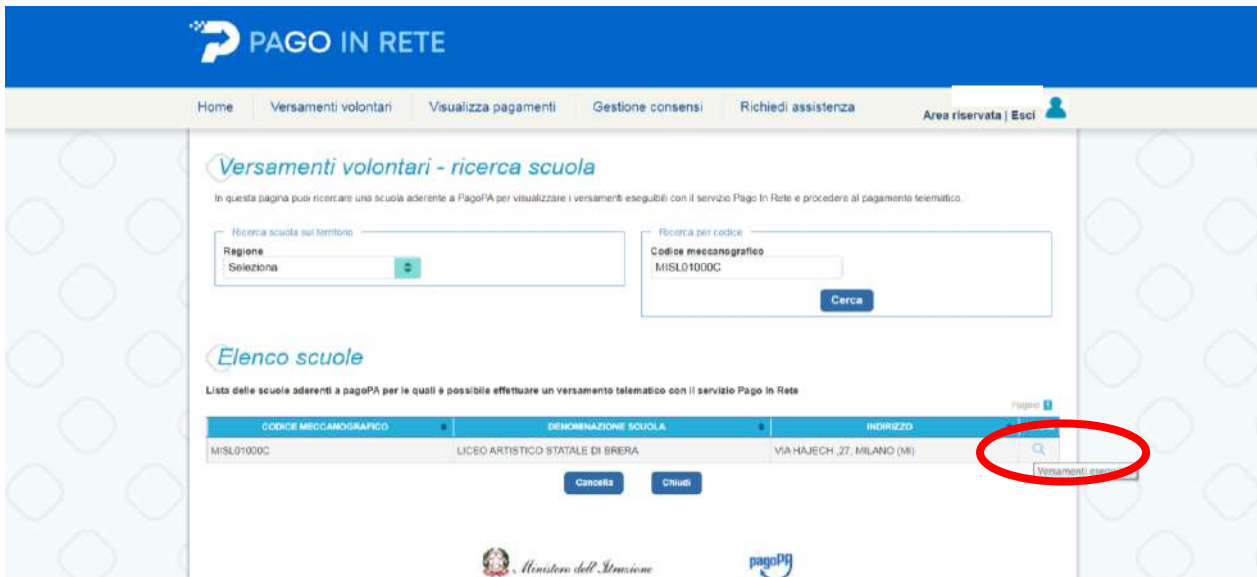 PAGO IN RETE
Home Versamenti volontari Visualizza pagamenti Gestione consensi Richiedi assistenza Area riservata | Esci
Versamenti volontari - ricerca scuola
In questa pagina puoi ricercare una scuola aderente a PagoPA per visualizzare i versamenti eseguibili con il servizio Pago In Rete e procedere al pagamento telematico.
Ricerca scuola sul territorio
Ricerca per codice
Regione
Codice meccanografico
Seleziona
MISL01000C
Cerca
Elenco scuole
Lista delle scuole aderenti a pagoPA per le quali è possibile effettuare un versamento telematico con il servizio Pago In Rete
Pagine: 1
CODICE MECCANOGRAFICO DENOMINAZIONE SCUOLA INDIRIZZO
MISL01000C LICEO ARTISTICO STATALE DI BRERA VIA HAJECH ,27, MILANO (MI)
Versamenti
Cancella Chiudi
Ministero dell'Istruzione
pagoPA